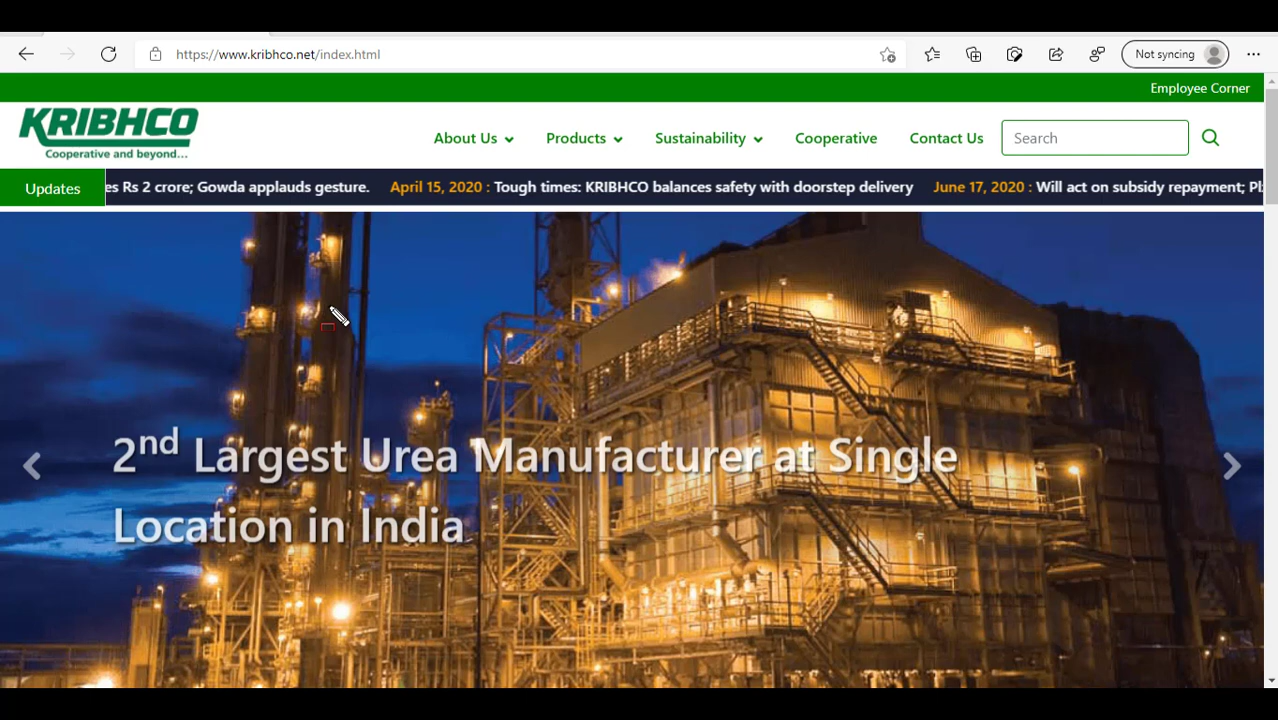 https://www.kribhco.net/index.html
Not syncing
Employee Corner
KRIBHCO
Cooperative and beyond...
About Us
Products
Sustainability
Cooperative
Contact Us
Search
Updates
es Rs 2 crore; Gowda applauds gesture. April 15, 2020 : Tough times: KRIBHCO balances safety with doorstep delivery June 17, 2020 : Will act on subsidy repayment;
2nd Largest Urea Manufacturer at Single
Location in India